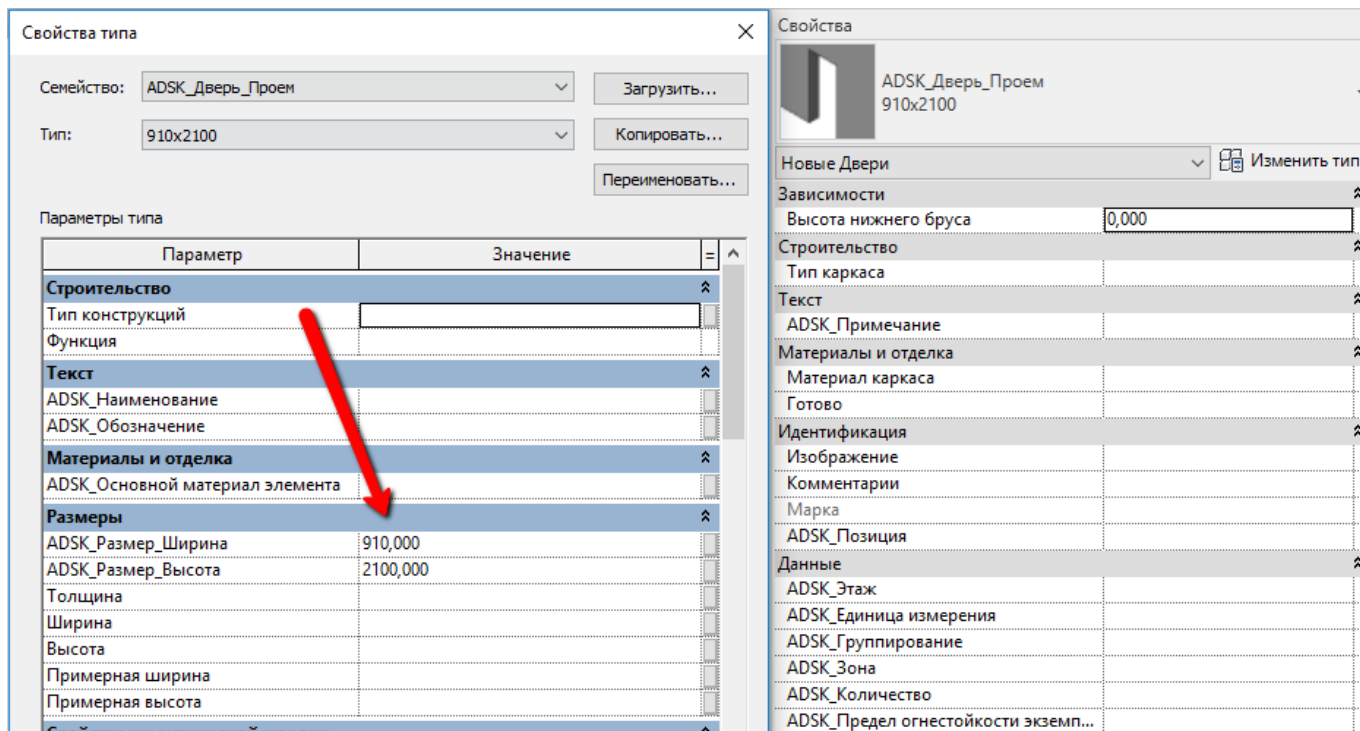 Свойства типа
Семейство: ADSK_Дверь_Проем Загрузить...
Тип: 910x2100 Копировать...
Переименовать...
Параметры типа
Параметр Значение =
Строительство
Тип конструкций
Функция
Текст
ADSK_Наименование
ADSK_Обозначение
Материалы и отделка
ADSK_Основной материал элемента
Размеры
ADSK_Размер_Ширина 910,000
ADSK_Размер_Высота 2100,000
Толщина
Ширина
Высота
Примерная ширина
Примерная высота
Свойства
ADSK_Дверь_Проем
910x2100
Новые Двери Изменить тип
Зависимости
Высота нижнего бруса 0,000
Строительство
Тип каркаса
Текст
ADSK_Примечание
Материалы и отделка
Материал каркаса
Готово
Идентификация
Изображение
Комментарии
Марка
ADSK_Позиция
Данные
ADSK_Этаж
ADSK_Единица измерения
ADSK_Группирование
ADSK_Зона
ADSK_Количество
ADSK_Предел огнестойкости экземп...